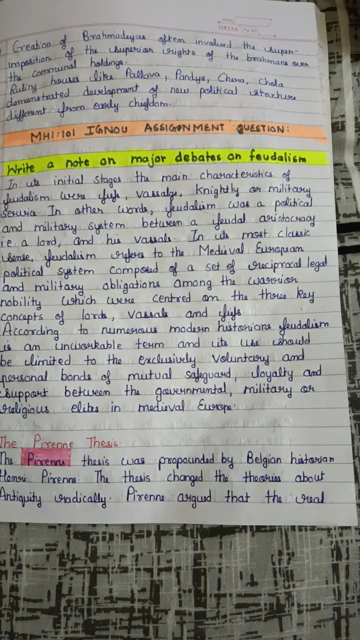 Creation of Brahmadeyas often involved the super-
imposition of the superior rights of the brahmans over
the communal holdings.
Ruling houses like Pallava, Pandya, Chera, Chola
demonstrated development of new political structure
different from early chiefdom.
MHI:101 IGNOU ASSIGNMENT QUESTION:
Write a note on major debates on feudalism
In its initial stages the main characteristics of
feudalism were fiefs, vassalage, Knightly or military
service. In other words, feudalism was a political
and military system between a feudal aristocracy
i.e a lord, and his vassals. In its most classic
sense, feudalism refers to the Medieval European
political system composed of a set of reciprocal legal
and military obligations among the warrior
nobility which were centred on the three key
concepts of lords, vassals and fiefs
According to numerous modern historians feudalism
is an unworkable term and its use should
be limited to the exclusively voluntary and
personal bonds of mutual safeguard, loyalty and
support between the governmental, military or
religious elites in medieval Europe.
The Pirenne Thesis
The Pirenne thesis was propounded by Belgian historian
Henri Pirenne. The thesis changed the theories about
Antiquity radically. Pirenne argued that the real